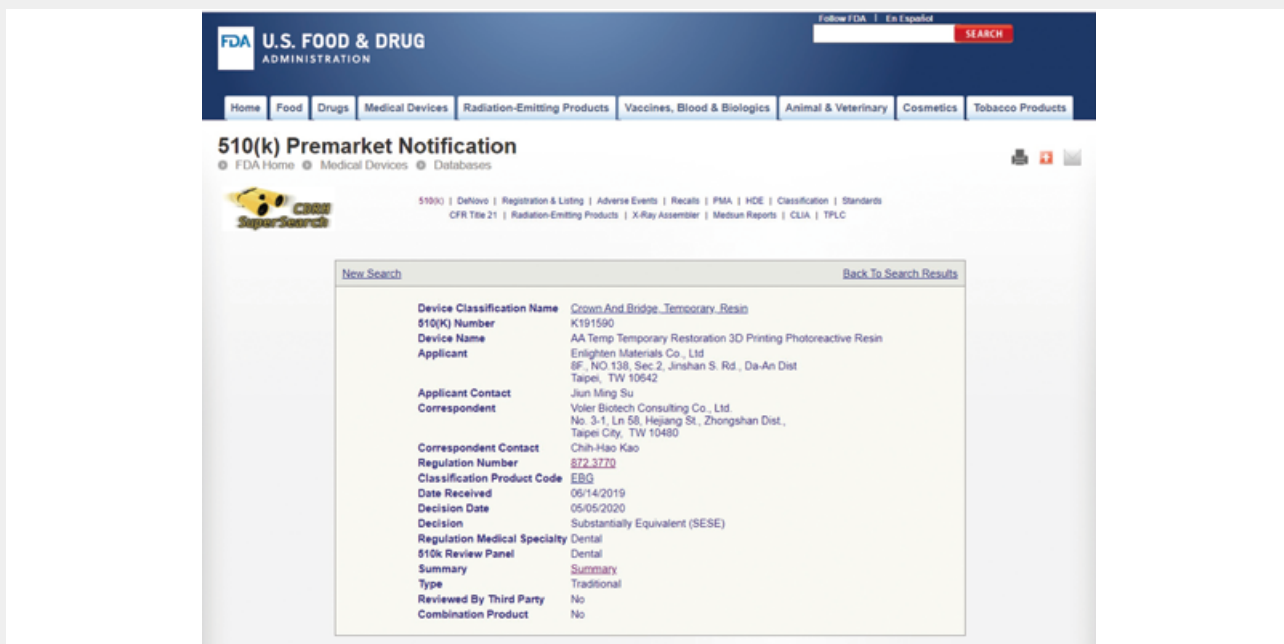 Follow FDA | En Español
FDA U.S. FOOD & DRUG
ADMINISTRATION
SEARCH
Home Food Drugs Medical Devices Radiation-Emitting Products Vaccines, Blood & Biologics Animal & Veterinary Cosmetics Tobacco Products
510(k) Premarket Notification
FDA Home Medical Devices Databases
CDRH
SuperSearch
510(k) | DeNovo | Registration & Listing | Adverse Events | Recalls | PMA | HDE | Classification | Standards
CFR Title 21 | Radiation-Emitting Products | X-Ray Assembler | Medsun Reports | CLIA | TPLC
New Search Back To Search Results
Device Classification Name Crown And Bridge, Temporary, Resin
510(K) Number K191590
Device Name AA Temp Temporary Restoration 3D Printing Photoreactive Resin
Applicant Enlighten Materials Co., Ltd
8F., NO.138, Sec.2, Jinshan S. Rd., Da-An Dist
Taipei, TW 10642
Applicant Contact Jiun Ming Su
Correspondent Voler Biotech Consulting Co., Ltd.
No. 3-1, Ln 58, Hejiang St., Zhongshan Dist.,
Taipei City, TW 10480
Correspondent Contact Chih-Hao Kao
Regulation Number 872.3770
Classification Product Code EBG
Date Received 06/14/2019
Decision Date 05/05/2020
Decision Substantially Equivalent (SESE)
Regulation Medical Specialty Dental
510k Review Panel Dental
Summary Summary
Type Traditional
Reviewed By Third Party No
Combination Product No